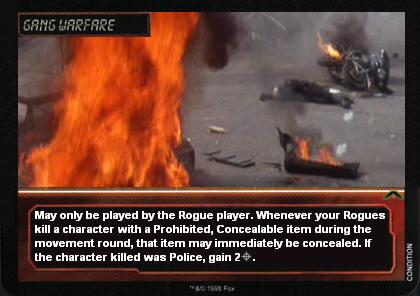 GANG WARFARE
May only be played by the Rogue player. Whenever your Rogues
kill a character with a Prohibited, Concealable item during the
movement round, that item may immediately be concealed. If
the character killed was Police, gain 2⌖.
™&© 1998 Fox
CONDITION